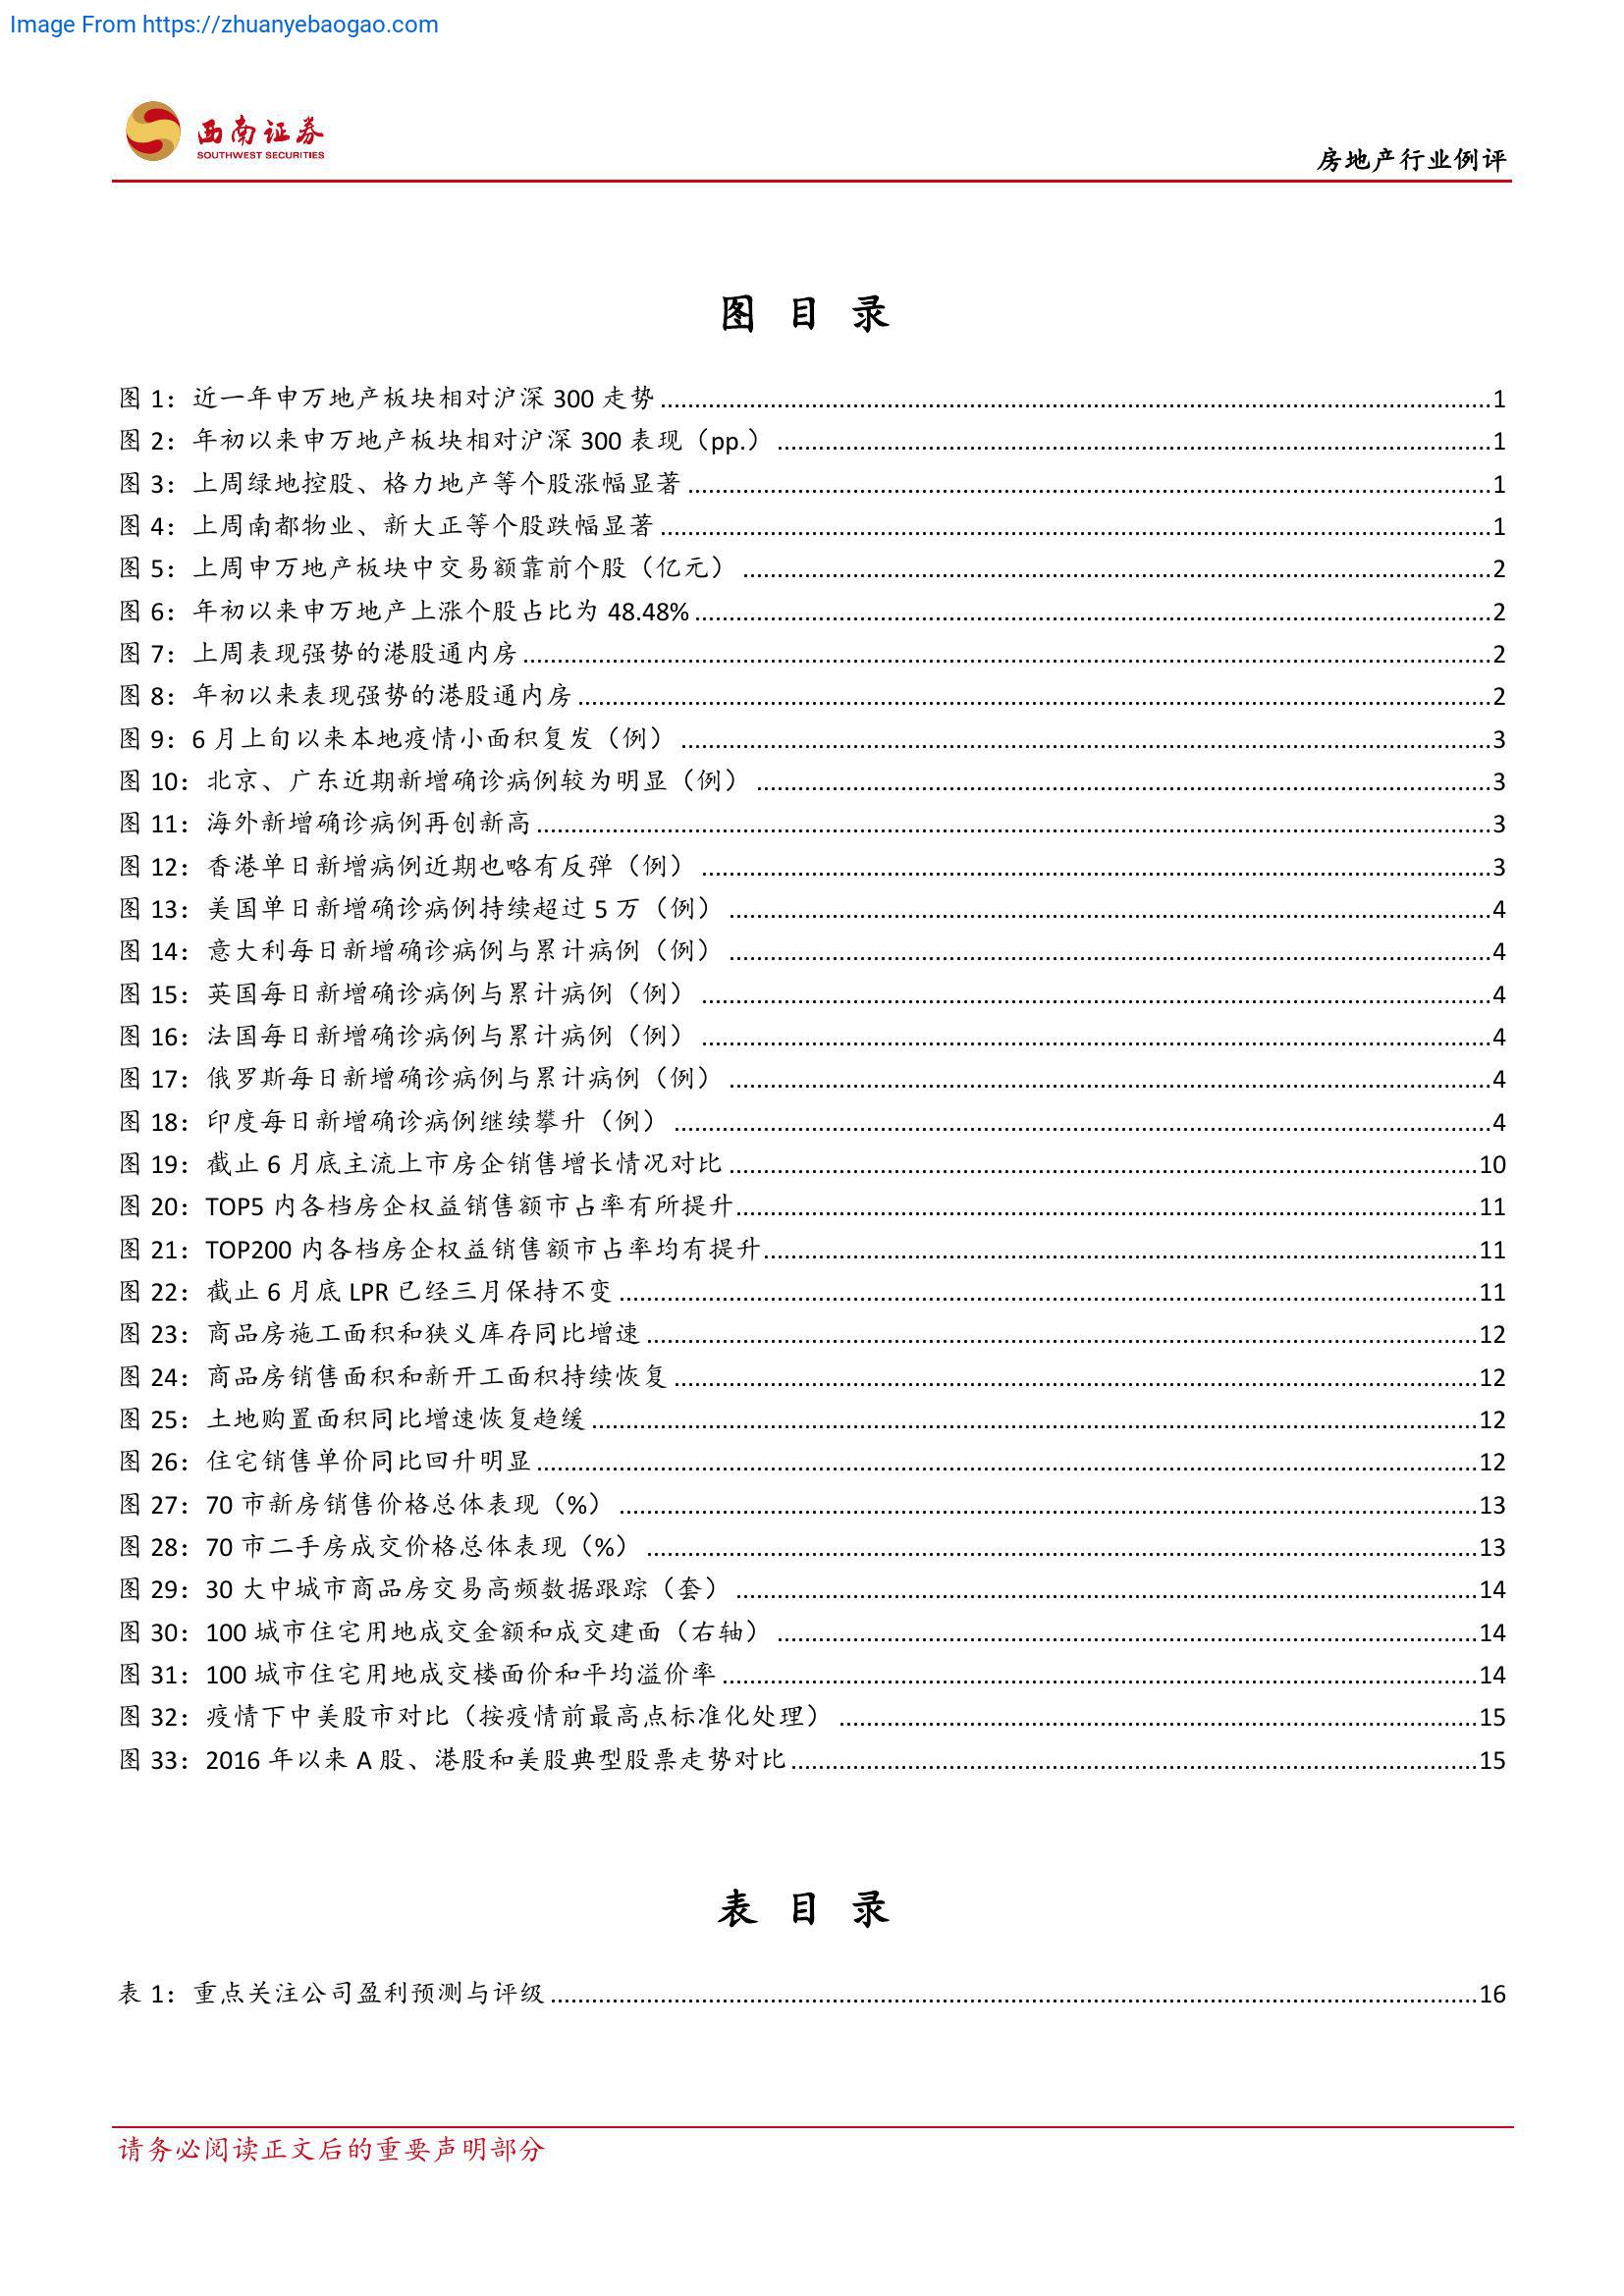 Image From https://zhuanyebaogao.com
西南证券
SOUTHWEST SECURITIES
房地产行业例评
图 目 录
图 1：近一年申万地产板块相对沪深 300 走势 1
图 2：年初以来申万地产板块相对沪深 300 表现（pp.） 1
图 3：上周绿地控股、格力地产等个股涨幅显著 1
图 4：上周南都物业、新大正等个股跌幅显著 1
图 5：上周申万地产板块中交易额靠前个股（亿元） 2
图 6：年初以来申万地产上涨个股占比为 48.48% 2
图 7：上周表现强势的港股通内房 2
图 8：年初以来表现强势的港股通内房 2
图 9：6 月上旬以来本地疫情小面积复发（例） 3
图 10：北京、广东近期新增确诊病例较为明显（例） 3
图 11：海外新增确诊病例再创新高 3
图 12：香港单日新增病例近期也略有反弹（例） 3
图 13：美国单日新增确诊病例持续超过 5 万（例） 4
图 14：意大利每日新增确诊病例与累计病例（例） 4
图 15：英国每日新增确诊病例与累计病例（例） 4
图 16：法国每日新增确诊病例与累计病例（例） 4
图 17：俄罗斯每日新增确诊病例与累计病例（例） 4
图 18：印度每日新增确诊病例继续攀升（例） 4
图 19：截止 6 月底主流上市房企销售增长情况对比 10
图 20：TOP5 内各档房企权益销售额市占率有所提升 11
图 21：TOP200 内各档房企权益销售额市占率均有提升 11
图 22：截止 6 月底 LPR 已经三月保持不变 11
图 23：商品房施工面积和狭义库存同比增速 12
图 24：商品房销售面积和新开工面积持续恢复 12
图 25：土地购置面积同比增速恢复趋缓 12
图 26：住宅销售单价同比回升明显 12
图 27：70 市新房销售价格总体表现（%） 13
图 28：70 市二手房成交价格总体表现（%） 13
图 29：30 大中城市商品房交易高频数据跟踪（套） 14
图 30：100 城市住宅用地成交金额和成交建面（右轴） 14
图 31：100 城市住宅用地成交楼面价和平均溢价率 14
图 32：疫情下中美股市对比（按疫情前最高点标准化处理） 15
图 33：2016 年以来 A 股、港股和美股典型股票走势对比 15
表 目 录
表 1：重点关注公司盈利预测与评级 16
请务必阅读正文后的重要声明部分